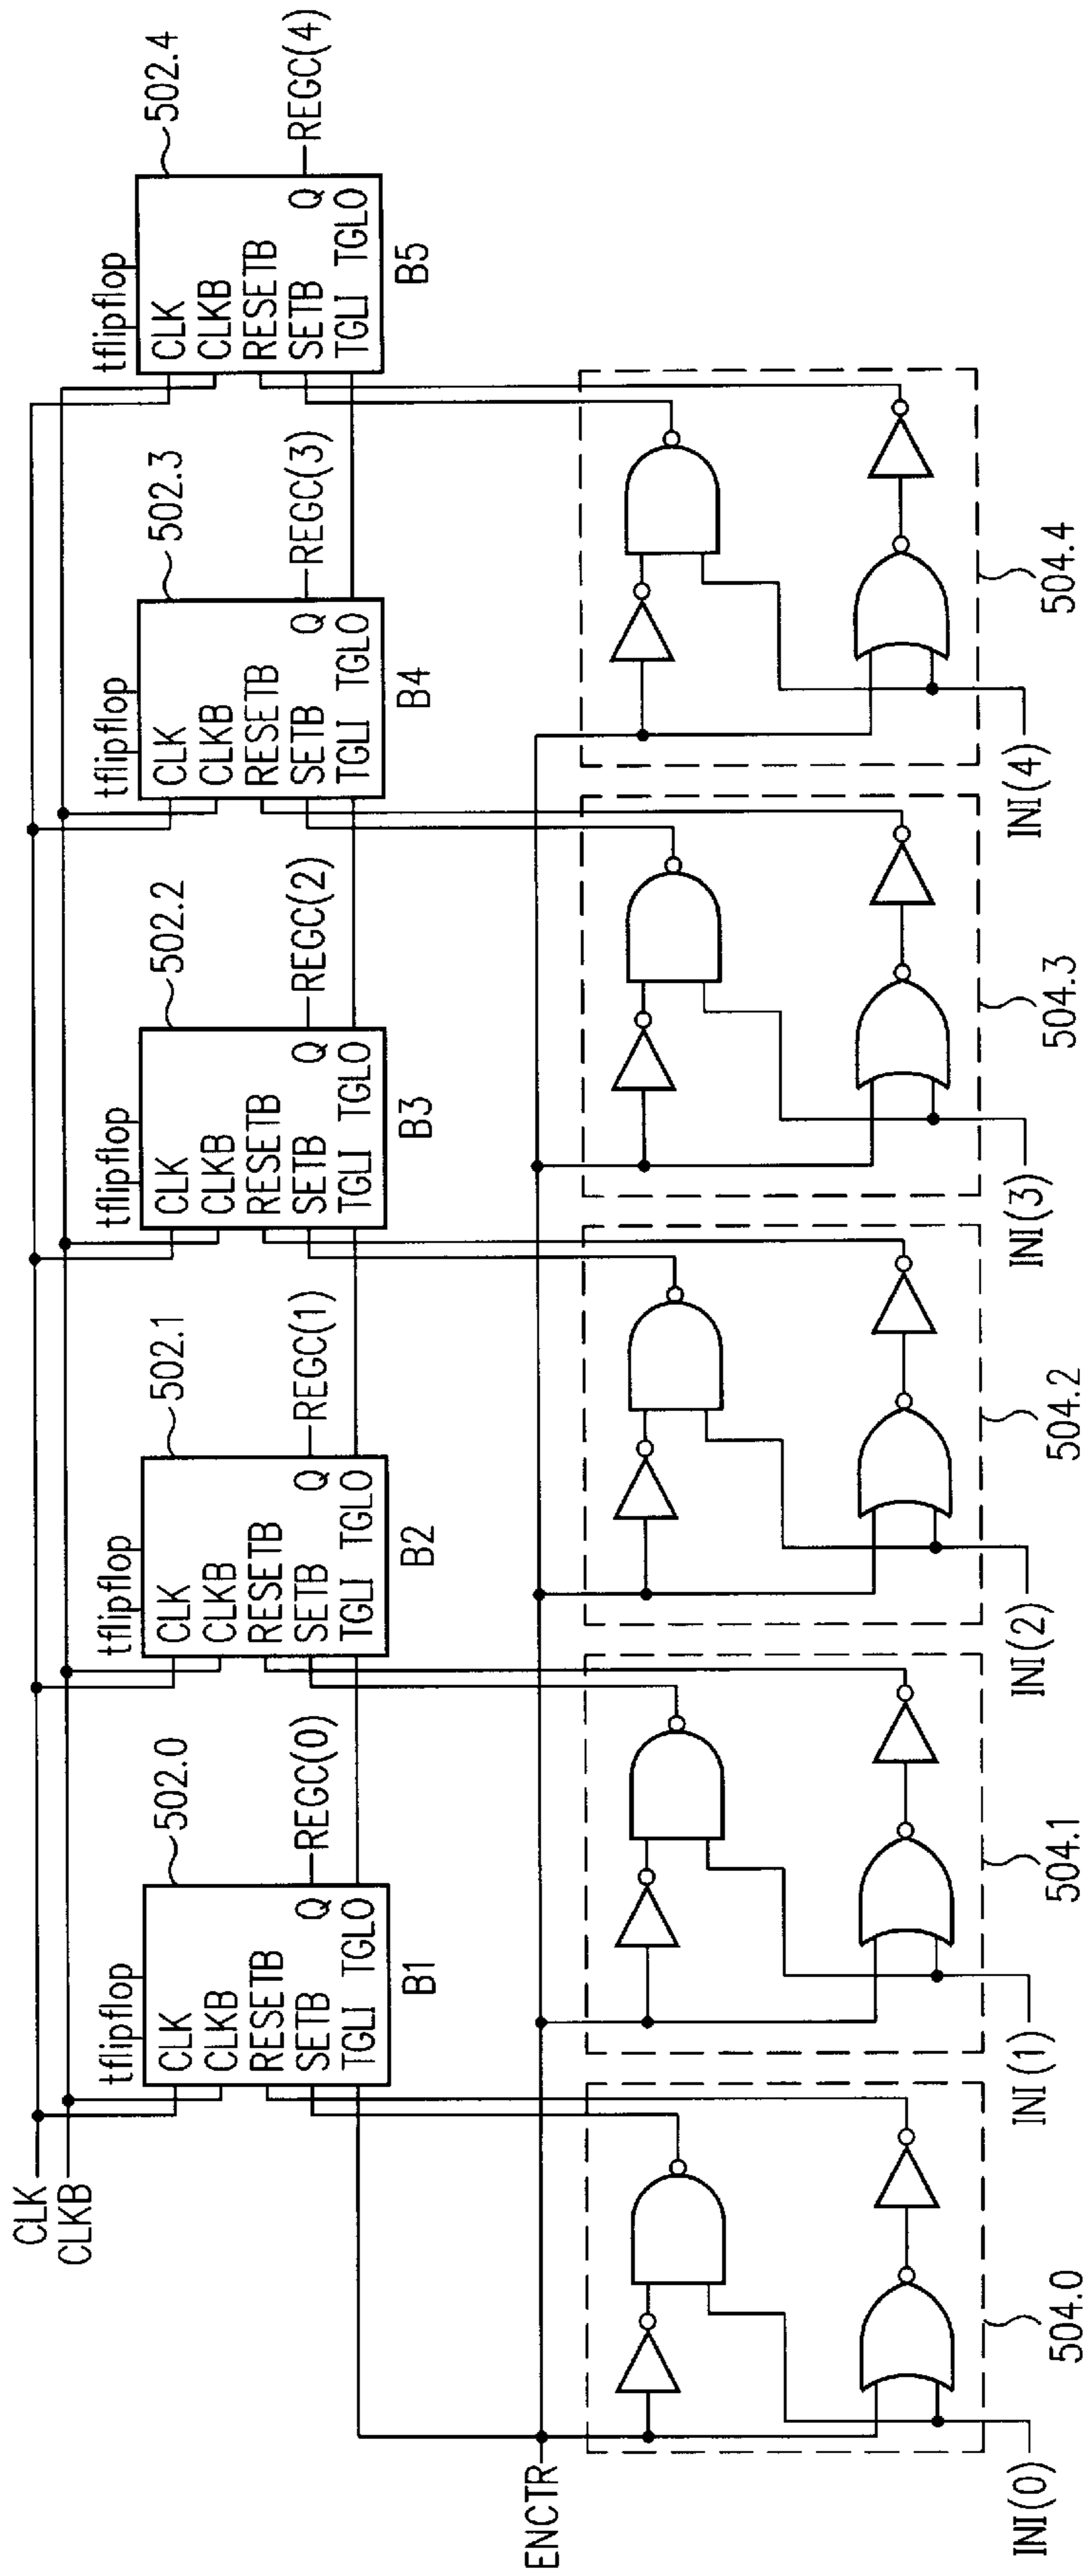 CLK
CLKB
ENCTR
tflipflop
502.0
CLK
CLKB
RESETB
SETB Q
TGLI TGLO
B1
REGC(0)
tflipflop
502.1
CLK
CLKB
RESETB
SETB Q
TGLI TGLO
B2
REGC(1)
tflipflop
502.2
CLK
CLKB
RESETB
SETB Q
TGLI TGLO
B3
REGC(2)
tflipflop
502.3
CLK
CLKB
RESETB
SETB Q
TGLI TGLO
B4
REGC(3)
tflipflop
502.4
CLK
CLKB
RESETB
SETB Q
TGLI TGLO
B5
REGC(4)
INI(0)
504.0
INI(1)
504.1
INI(2)
504.2
INI(3)
504.3
INI(4)
504.4